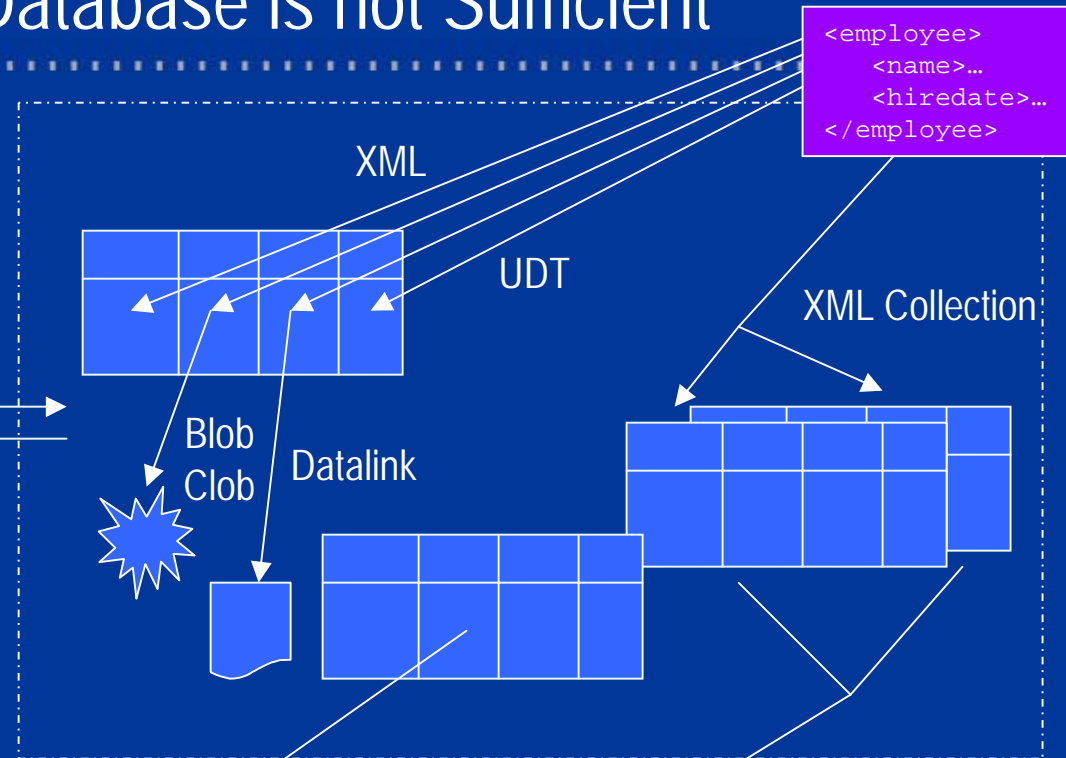 Database is not Sufficient
<employee>
<name>…
<hiredate>…
</employee>
XML
UDT
XML Collection
Blob
Clob
Datalink